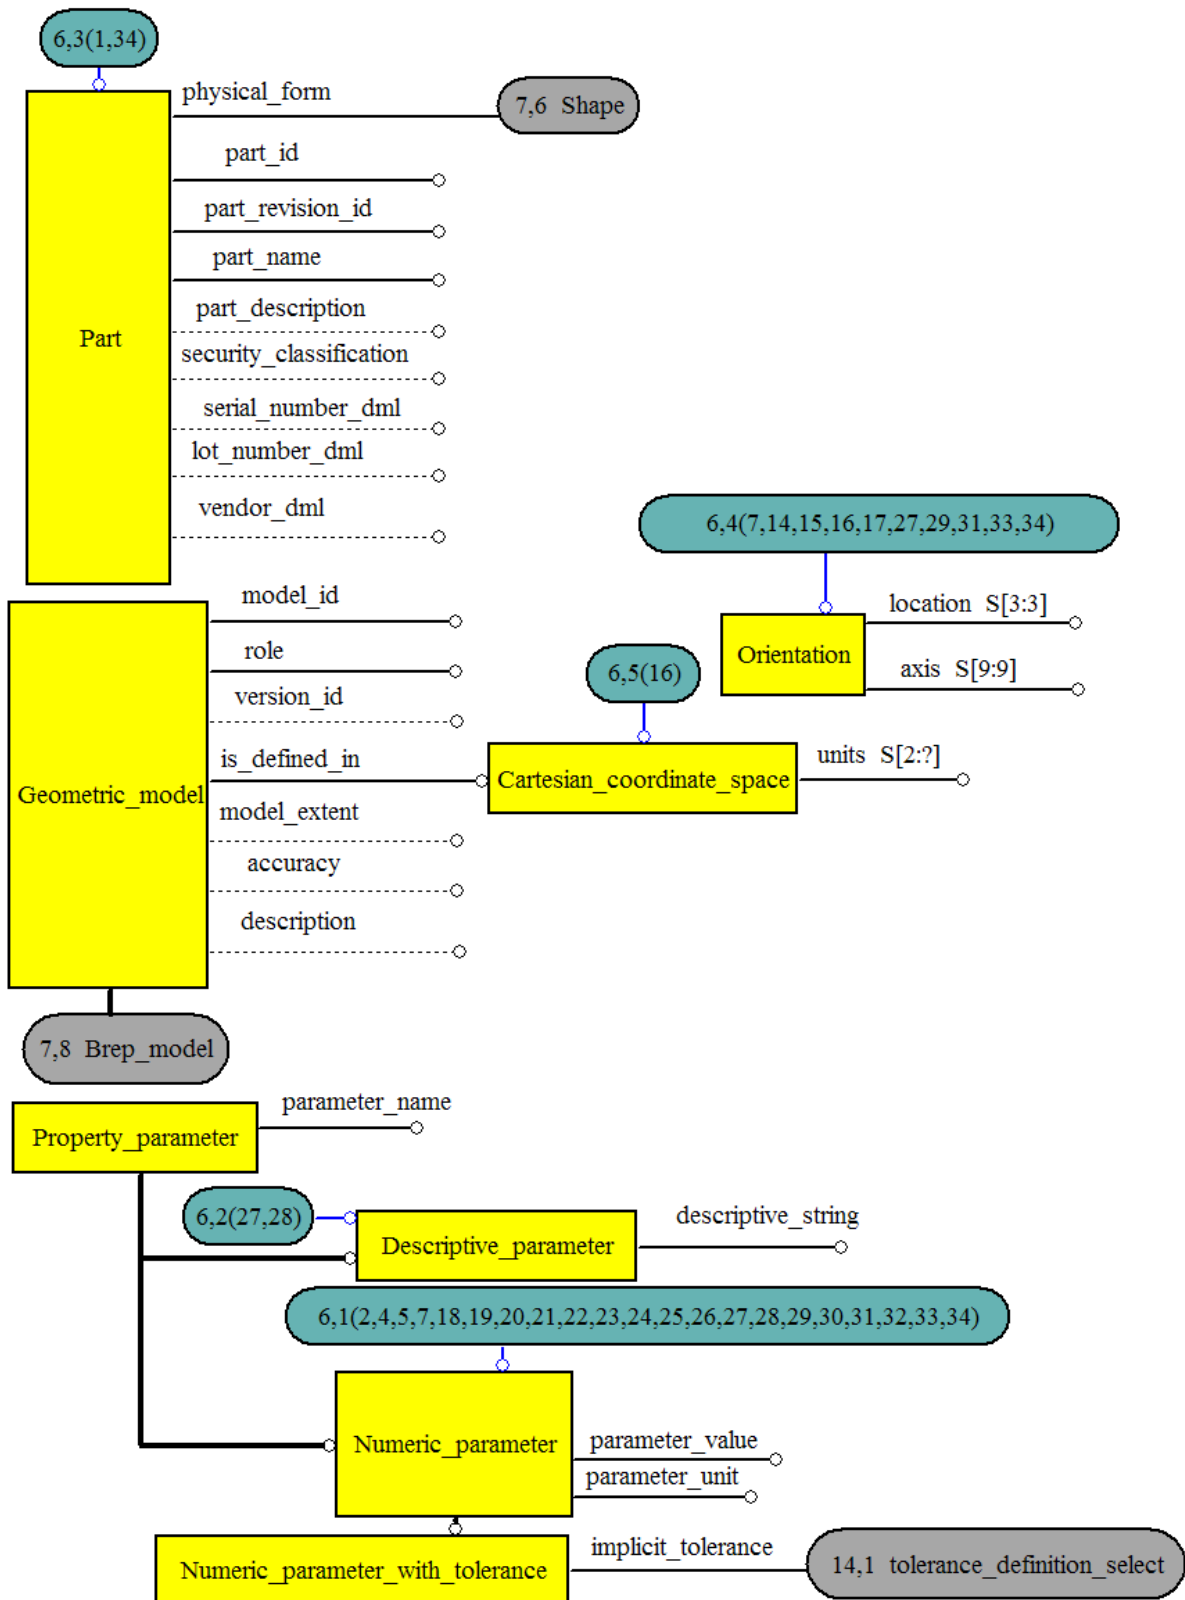 6,3(1,34)
physical_form
7,6 Shape
part_id
part_revision_id
part_name
Part
part_description
security_classification
serial_number_dml
lot_number_dml
vendor_dml
6,4(7,14,15,16,17,27,29,31,33,34)
model_id
location S[3:3]
role
Orientation
axis S[9:9]
6,5(16)
version_id
is_defined_in
units S[2:?]
Geometric_model
Cartesian_coordinate_space
model_extent
accuracy
description
7,8 Brep_model
parameter_name
Property_parameter
6,2(27,28)
descriptive_string
Descriptive_parameter
6,1(2,4,5,7,18,19,20,21,22,23,24,25,26,27,28,29,30,31,32,33,34)
Numeric_parameter
parameter_value
parameter_unit
implicit_tolerance
Numeric_parameter_with_tolerance
14,1 tolerance_definition_select